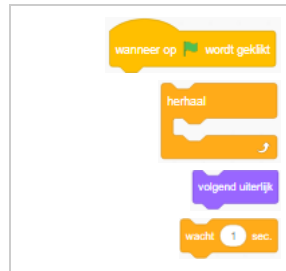 wanneer op wordt geklikt
herhaal
volgend uiterlijk
wacht 1 sec.